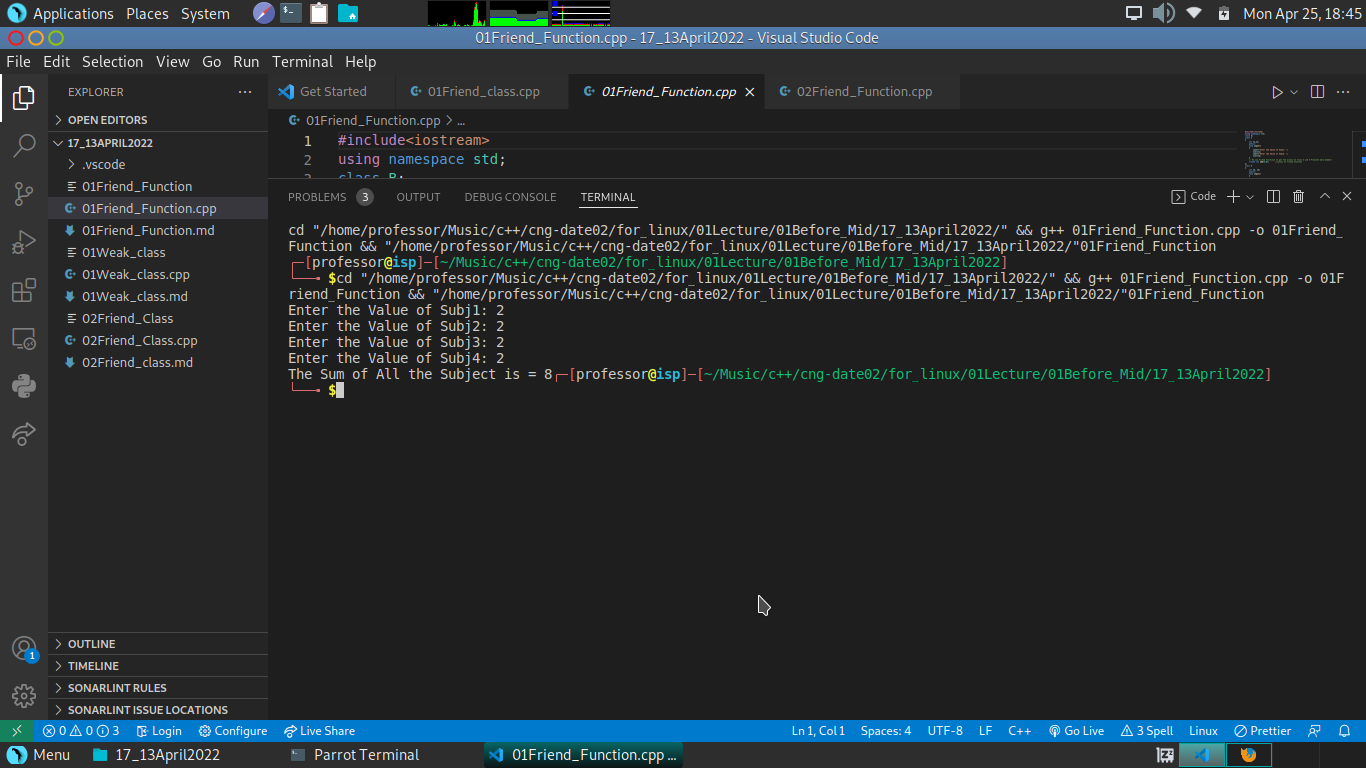 Applications Places System Mon Apr 25, 18:45
01Friend_Function.cpp - 17_13April2022 - Visual Studio Code
File Edit Selection View Go Run Terminal Help
EXPLORER
OPEN EDITORS
17_13APRIL2022
.vscode
01Friend_Function
01Friend_Function.cpp
01Friend_Function.md
01Weak_class
01Weak_class.cpp
01Weak_class.md
02Friend_Class
02Friend_Class.cpp
02Friend_class.md
OUTLINE
TIMELINE
SONARLINT RULES
SONARLINT ISSUE LOCATIONS
Get Started 01Friend_class.cpp 01Friend_Function.cpp 02Friend_Function.cpp
01Friend_Function.cpp > ...
1 #include<iostream>
2 using namespace std;
3 class B;
PROBLEMS 3 OUTPUT DEBUG CONSOLE TERMINAL Code
cd "/home/professor/Music/c++/cng-date02/for_linux/01Lecture/01Before_Mid/17_13April2022/" && g++ 01Friend_Function.cpp -o 01Friend_
Function && "/home/professor/Music/c++/cng-date02/for_linux/01Lecture/01Before_Mid/17_13April2022/"01Friend_Function
┌─[professor@isp]─[~/Music/c++/cng-date02/for_linux/01Lecture/01Before_Mid/17_13April2022]
└──╼ $cd "/home/professor/Music/c++/cng-date02/for_linux/01Lecture/01Before_Mid/17_13April2022/" && g++ 01Friend_Function.cpp -o 01F
riend_Function && "/home/professor/Music/c++/cng-date02/for_linux/01Lecture/01Before_Mid/17_13April2022/"01Friend_Function
Enter the Value of Subj1: 2
Enter the Value of Subj2: 2
Enter the Value of Subj3: 2
Enter the Value of Subj4: 2
The Sum of All the Subject is = 8┌─[professor@isp]─[~/Music/c++/cng-date02/for_linux/01Lecture/01Before_Mid/17_13April2022]
└──╼ $
1
0 0 3 Login Configure Live Share Ln 1, Col 1 Spaces: 4 UTF-8 LF C++ Go Live 3 Spell Linux Prettier
Menu 17_13April2022 Parrot Terminal 01Friend_Function.cpp ...